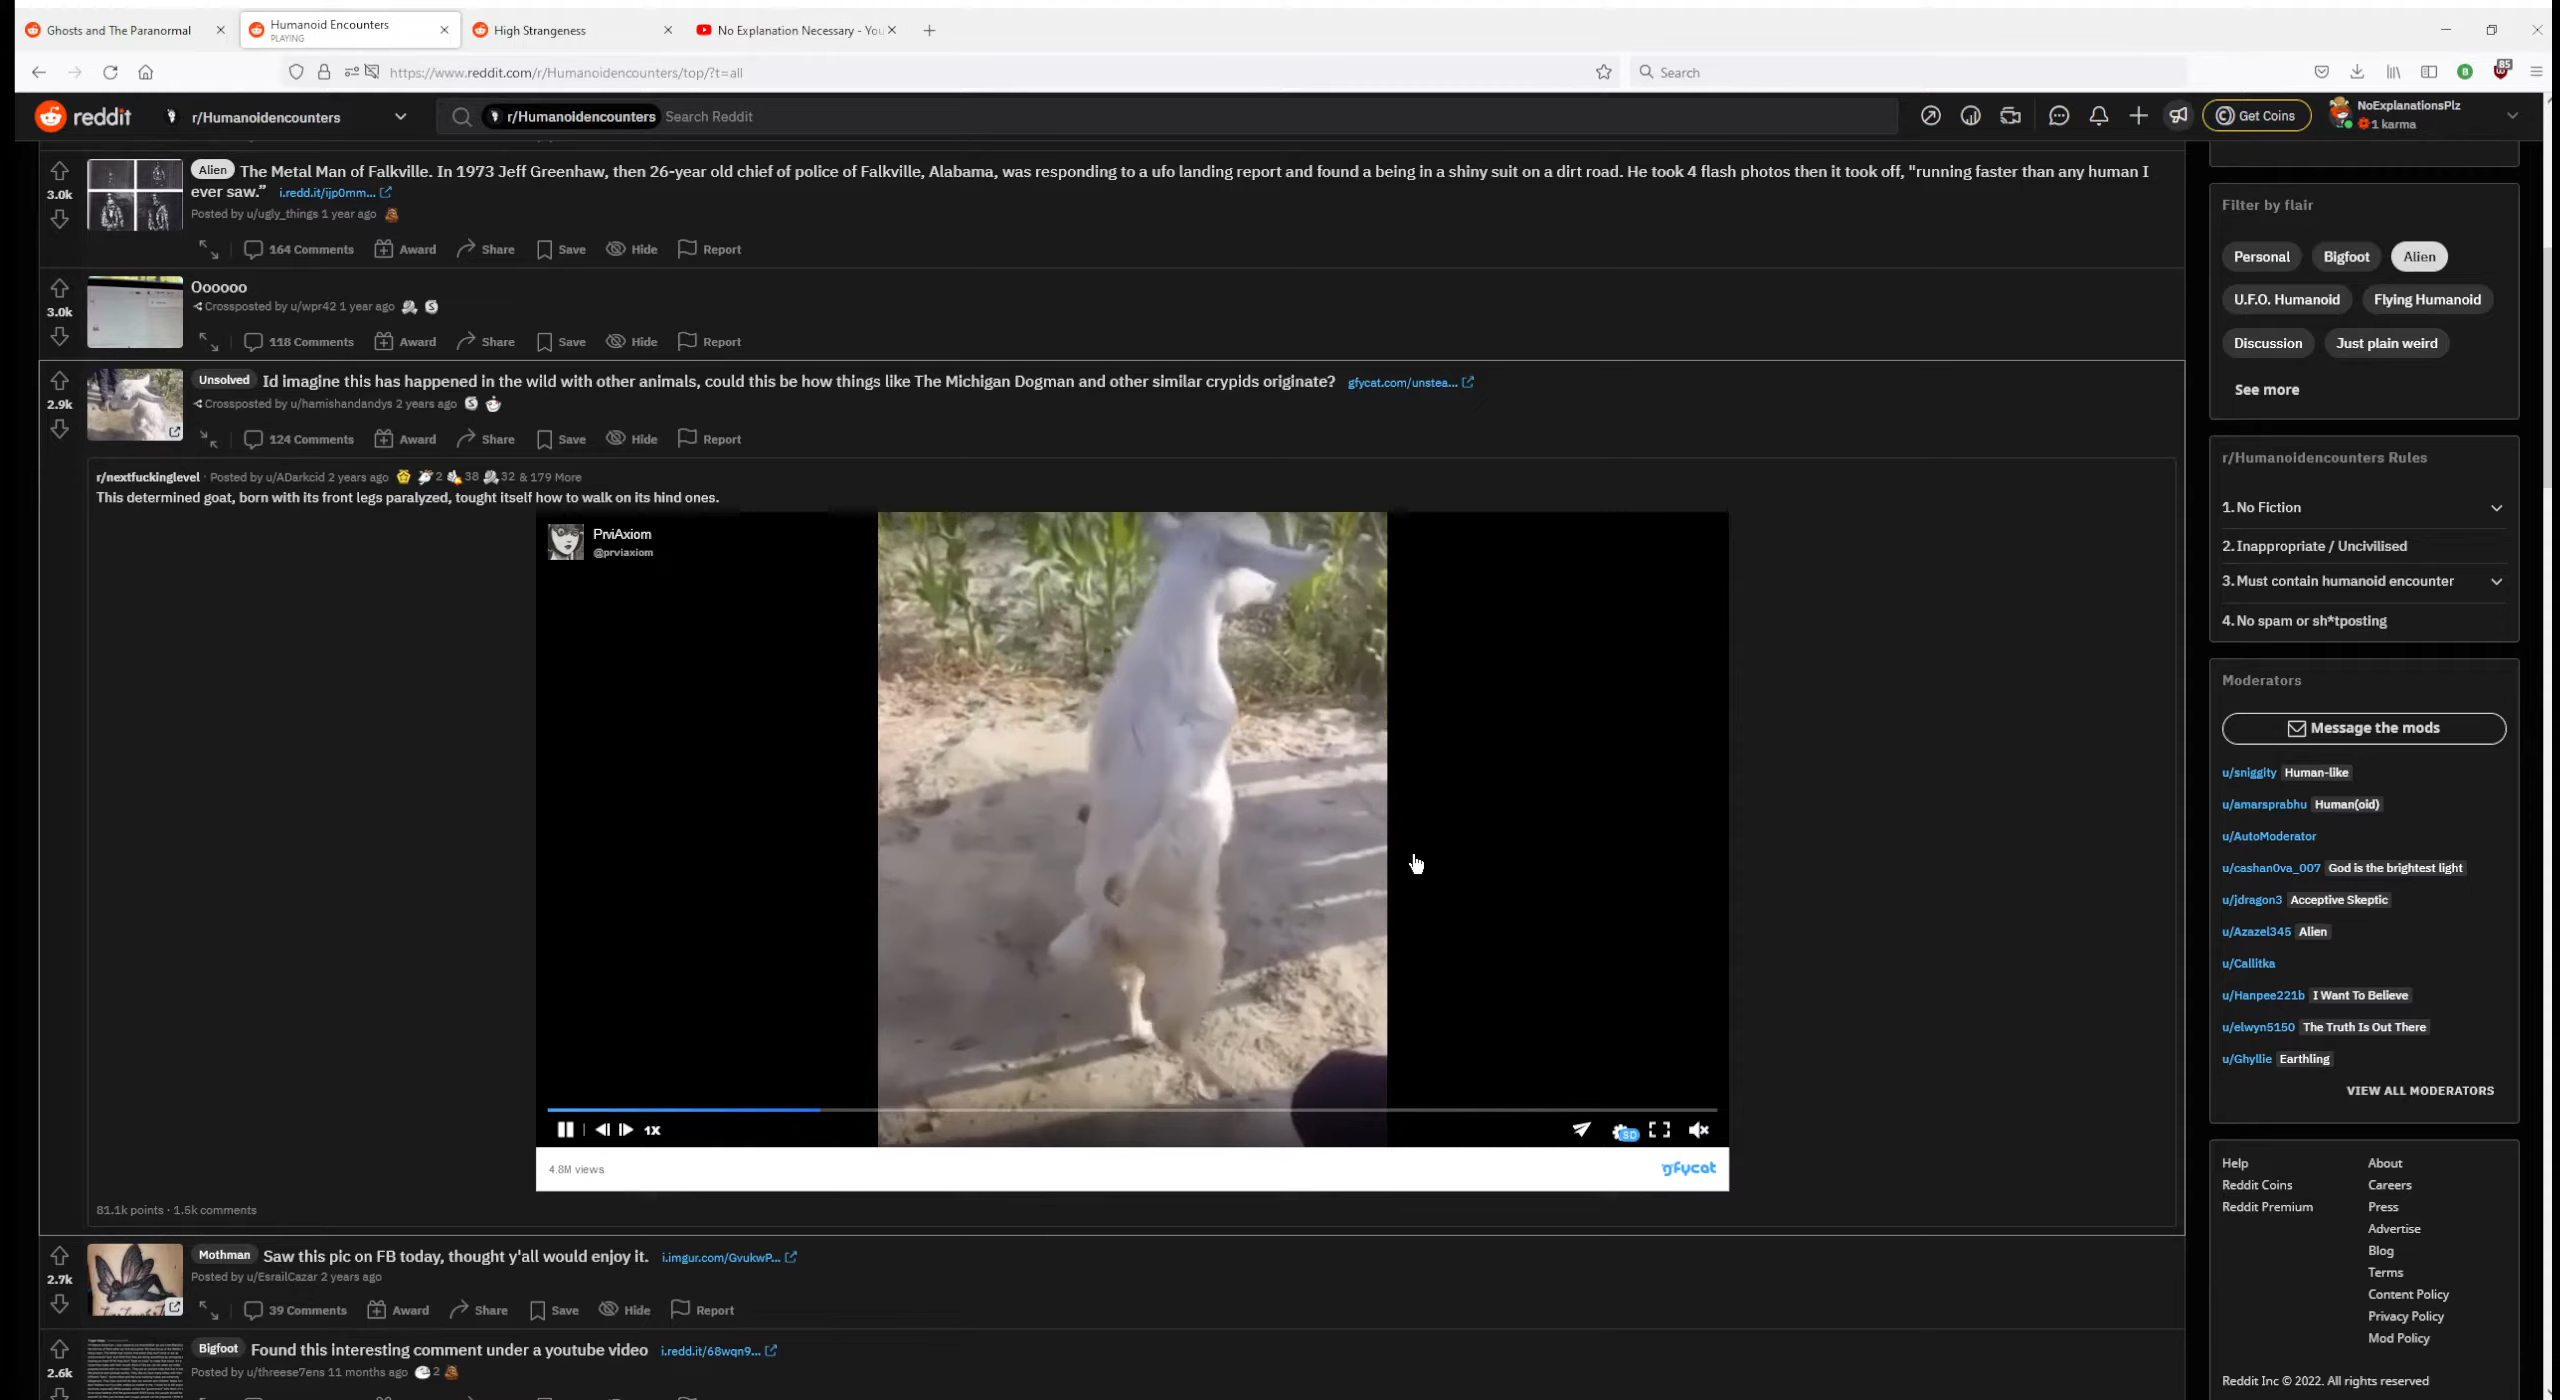 Ghosts and The Paranormal
Humanoid Encounters
PLAYING
High Strangeness
No Explanation Necessary - You
https://www.reddit.com/r/Humanoidencounters/top/?t=all
Search
85
reddit
r/Humanoidencounters
r/Humanoidencounters Search Reddit
Get Coins
NoExplanationsPlz
1 karma
3.0k
Alien The Metal Man of Falkville. In 1973 Jeff Greenhaw, then 26-year old chief of police of Falkville, Alabama, was responding to a ufo landing report and found a being in a shiny suit on a dirt road. He took 4 flash photos then it took off, "running faster than any human I
ever saw.” i.redd.it/ijp0mm...
Posted by u/ugly_things 1 year ago
164 Comments Award Share Save Hide Report
3.0k
Oooooo
Crossposted by u/wpr42 1 year ago
118 Comments Award Share Save Hide Report
2.9k
Unsolved Id imagine this has happened in the wild with other animals, could this be how things like The Michigan Dogman and other similar crypids originate? gfycat.com/unstea...
Crossposted by u/hamishandandys 2 years ago
124 Comments Award Share Save Hide Report
r/nextfuckinglevel · Posted by u/ADarkcid 2 years ago 2 38 32 & 179 More
This determined goat, born with its front legs paralyzed, tought itself how to walk on its hind ones.
PrviAxiom
@prviaxiom
1X
SD
4.8M views
gfycat
81.1k points · 1.5k comments
2.7k
Mothman Saw this pic on FB today, thought y'all would enjoy it. i.imgur.com/GvukwP...
Posted by u/EsrailCazar 2 years ago
39 Comments Award Share Save Hide Report
2.6k
Bigfoot Found this interesting comment under a youtube video i.redd.it/68wqn9...
Posted by u/threese7ens 11 months ago 2
Filter by flair
Personal Bigfoot Alien
U.F.O. Humanoid Flying Humanoid
Discussion Just plain weird
See more
r/Humanoidencounters Rules
1. No Fiction
2. Inappropriate / Uncivilised
3. Must contain humanoid encounter
4. No spam or sh*tposting
Moderators
Message the mods
u/sniggity Human-like
u/amarsprabhu Human(oid)
u/AutoModerator
u/cashan0va_007 God is the brightest light
u/jdragon3 Acceptive Skeptic
u/Azazel345 Alien
u/Callitka
u/Hanpee221b I Want To Believe
u/elwyn5150 The Truth Is Out There
u/Ghyllie Earthling
VIEW ALL MODERATORS
Help About
Reddit Coins Careers
Reddit Premium Press
Advertise
Blog
Terms
Content Policy
Privacy Policy
Mod Policy
Reddit Inc © 2022. All rights reserved